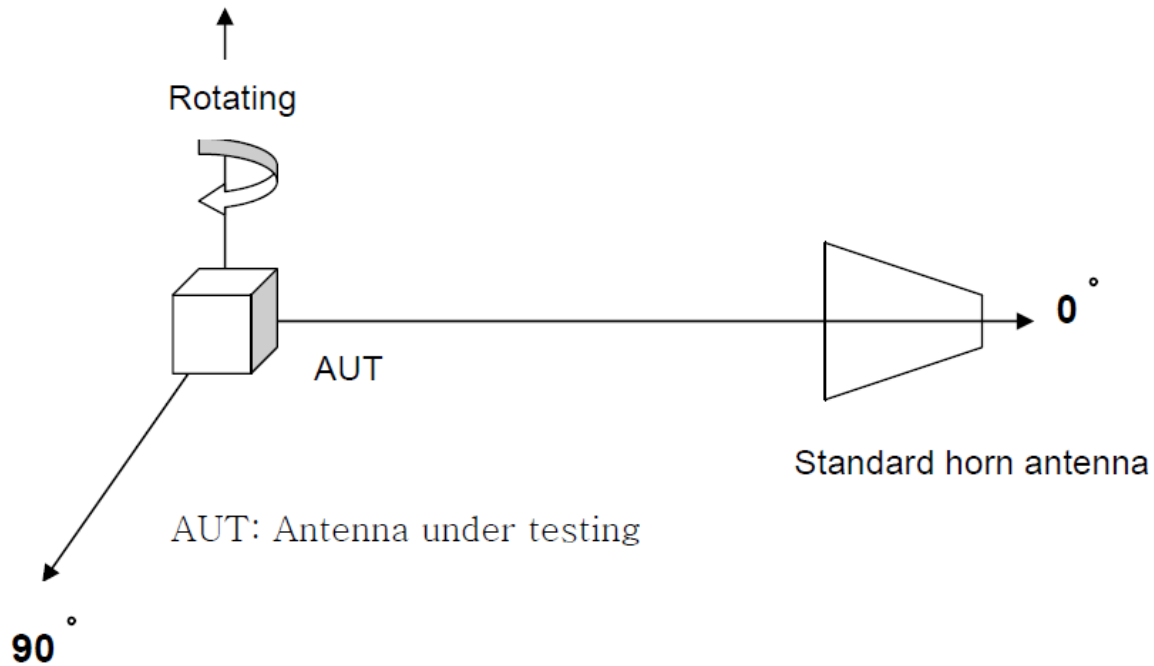 Rotating
0°
AUT
Standard horn antenna
AUT: Antenna under testing
90°